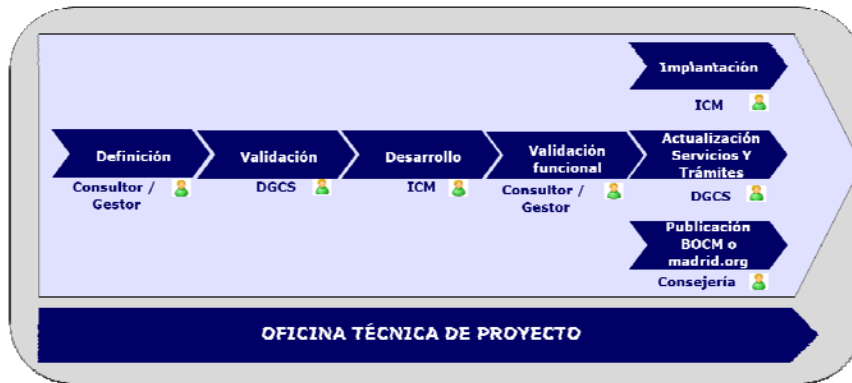 Implantación
ICM
Definición
Consultor /
Gestor
Validación
DGCS
Desarrollo
ICM
Validación
funcional
Consultor /
Gestor
Actualización
Servicios Y
Trámites
DGCS
Publicación
BOCM o
madrid.org
Consejería
OFICINA TÉCNICA DE PROYECTO